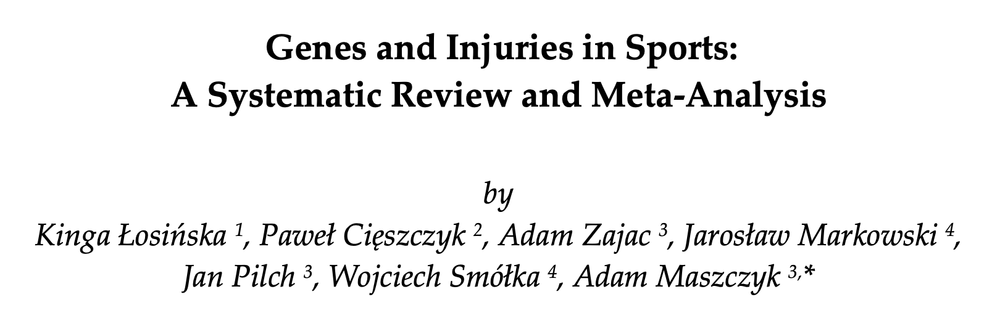 Genes and Injuries in Sports:
A Systematic Review and Meta-Analysis
by
Kinga Łosińska ¹, Paweł Cięszczyk ², Adam Zajac ³, Jarosław Markowski ⁴,
Jan Pilch ³, Wojciech Smółka ⁴, Adam Maszczyk ³,*